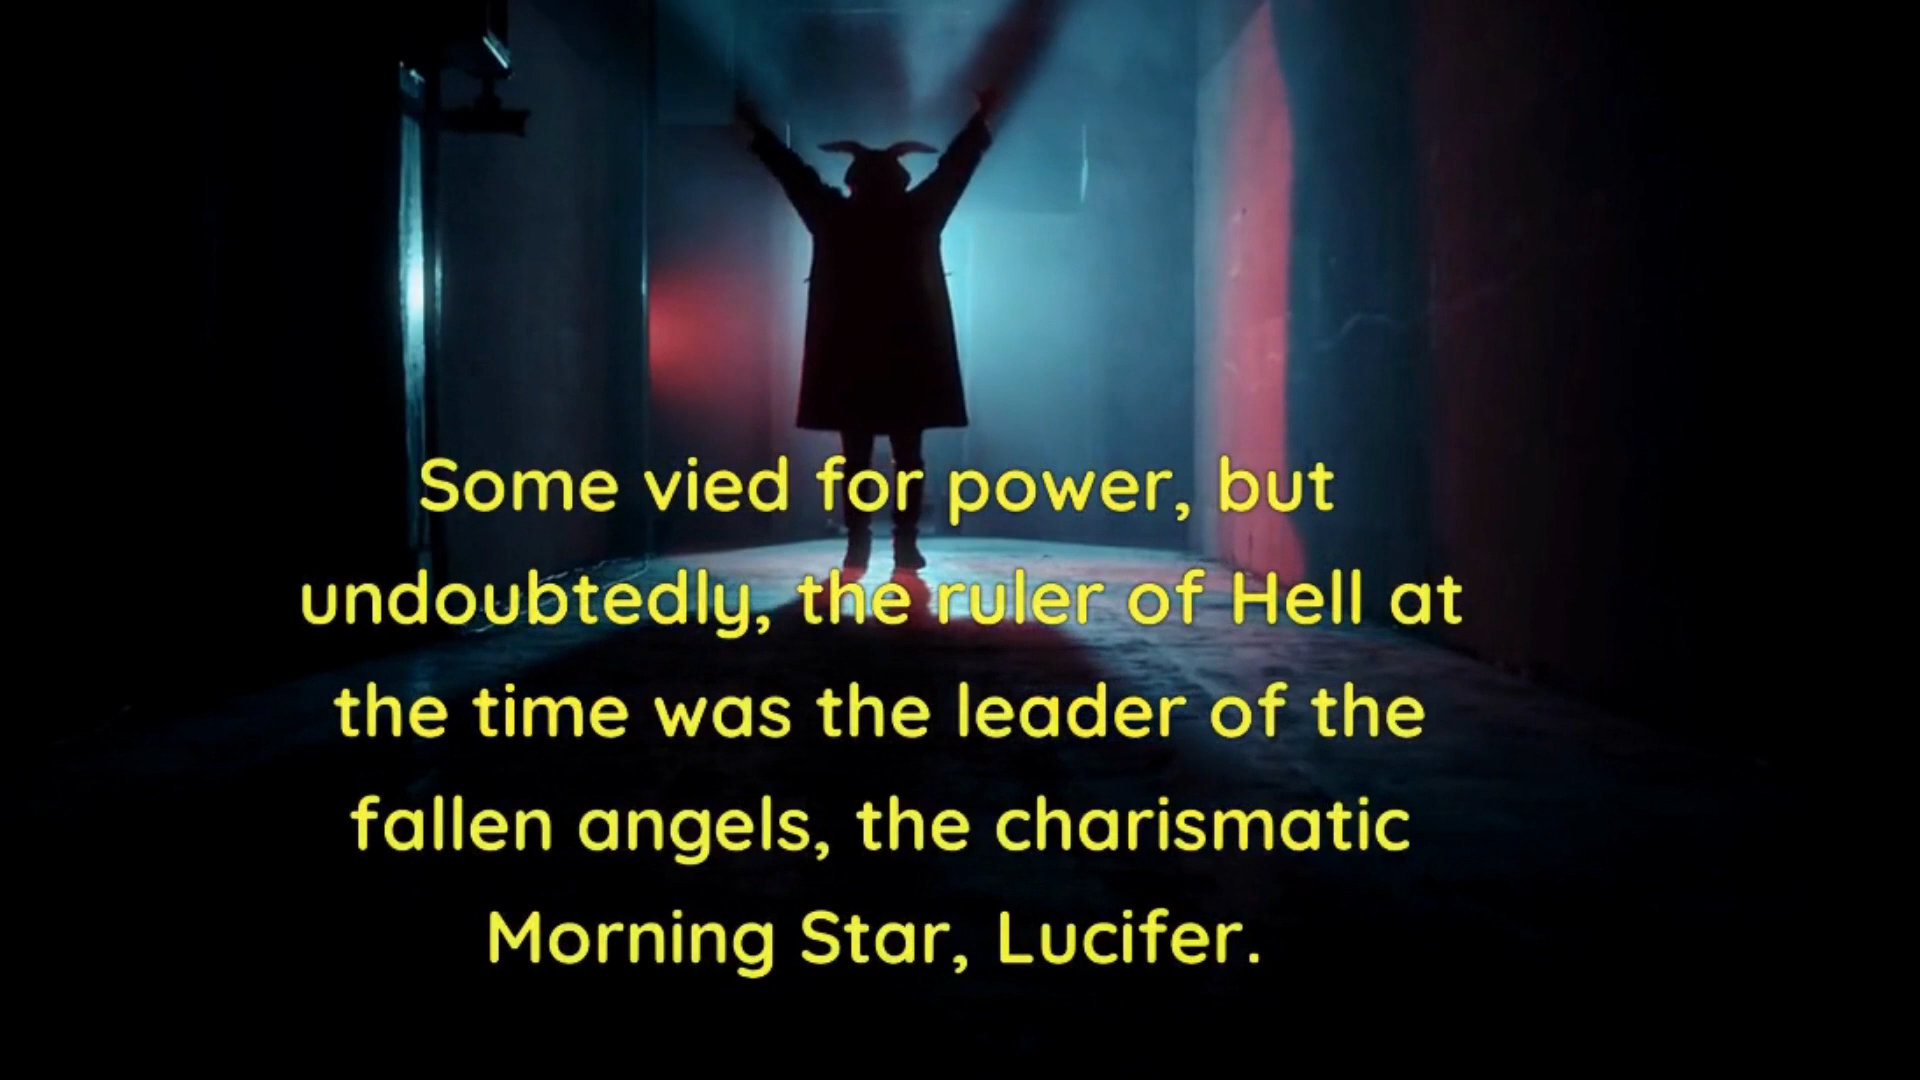 Some vied for power, but
undoubtedly, the ruler of Hell at
the time was the leader of the
fallen angels, the charismatic
Morning Star, Lucifer.